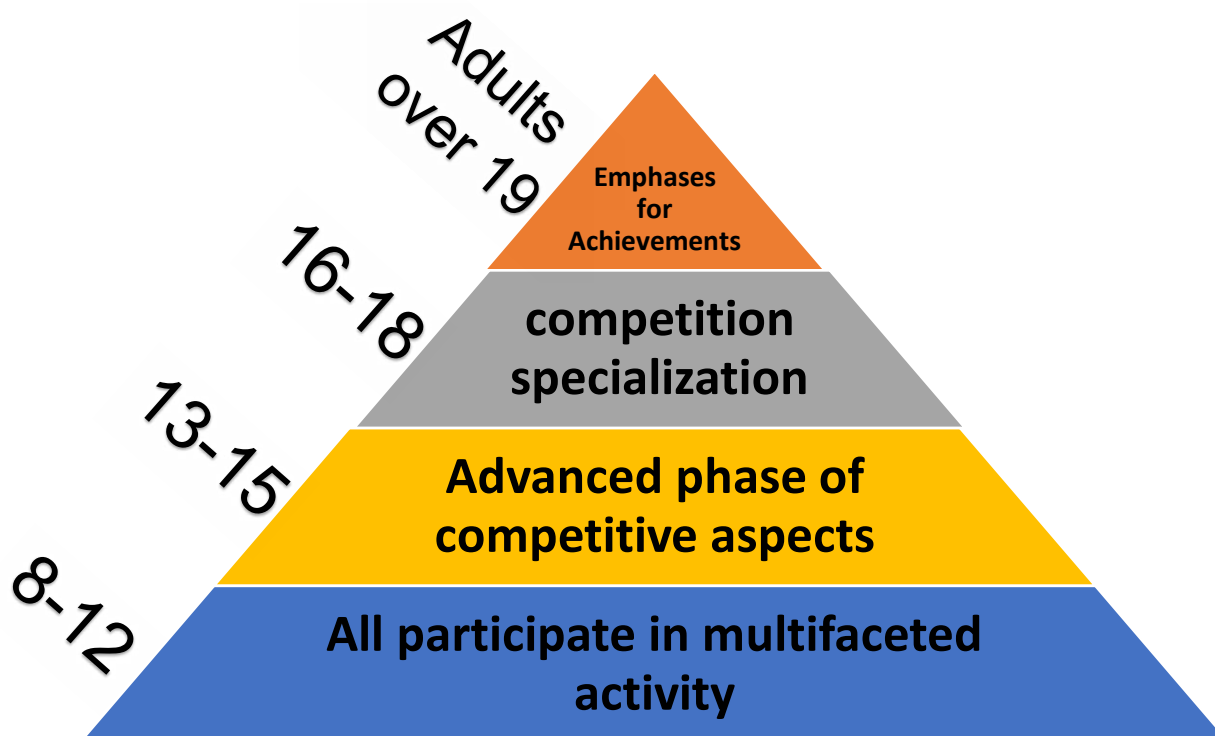 Adults
over 19
Emphases
for
Achievements
16-18
competition
specialization
13-15
Advanced phase of
competitive aspects
8-12
All participate in multifaceted
activity